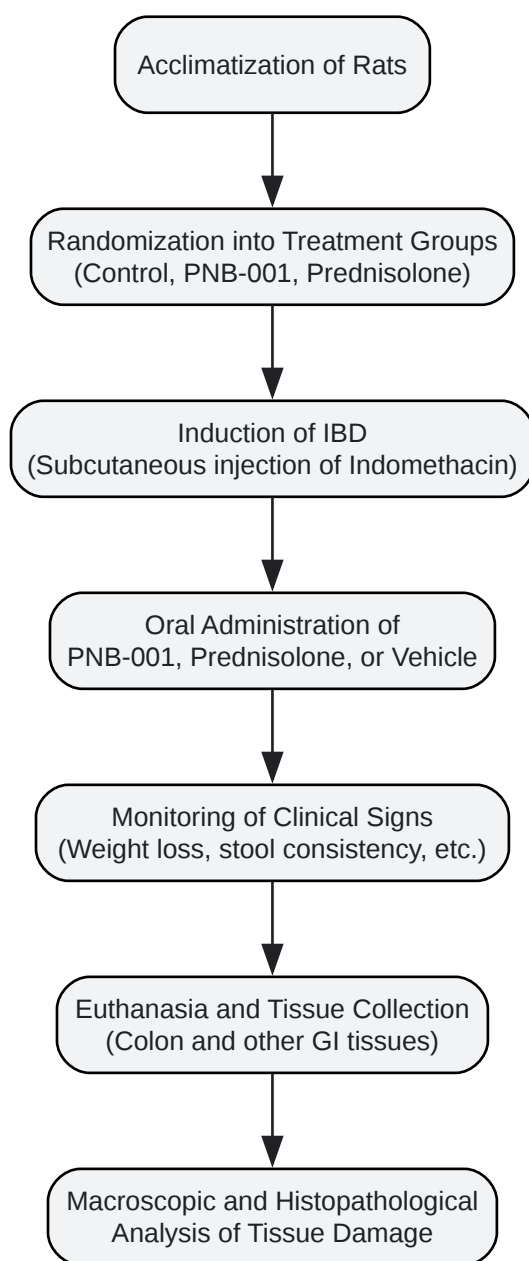 Acclimatization of Rats
Randomization into Treatment Groups
(Control, PNB-001, Prednisolone)
Induction of IBD
(Subcutaneous injection of Indomethacin)
Oral Administration of
PNB-001, Prednisolone, or Vehicle
Monitoring of Clinical Signs
(Weight loss, stool consistency, etc.)
Euthanasia and Tissue Collection
(Colon and other GI tissues)
Macroscopic and Histopathological
Analysis of Tissue Damage